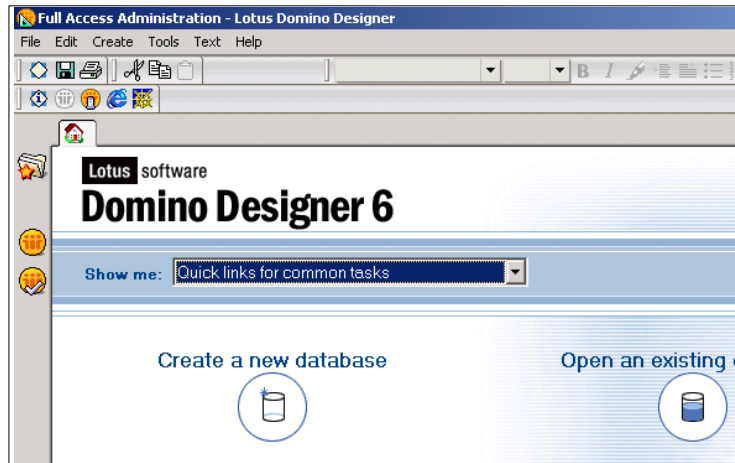 Full Access Administration - Lotus Domino Designer
File Edit Create Tools Text Help
B I
Lotus software
Domino Designer 6
Show me: Quick links for common tasks
Create a new database
Open an existing